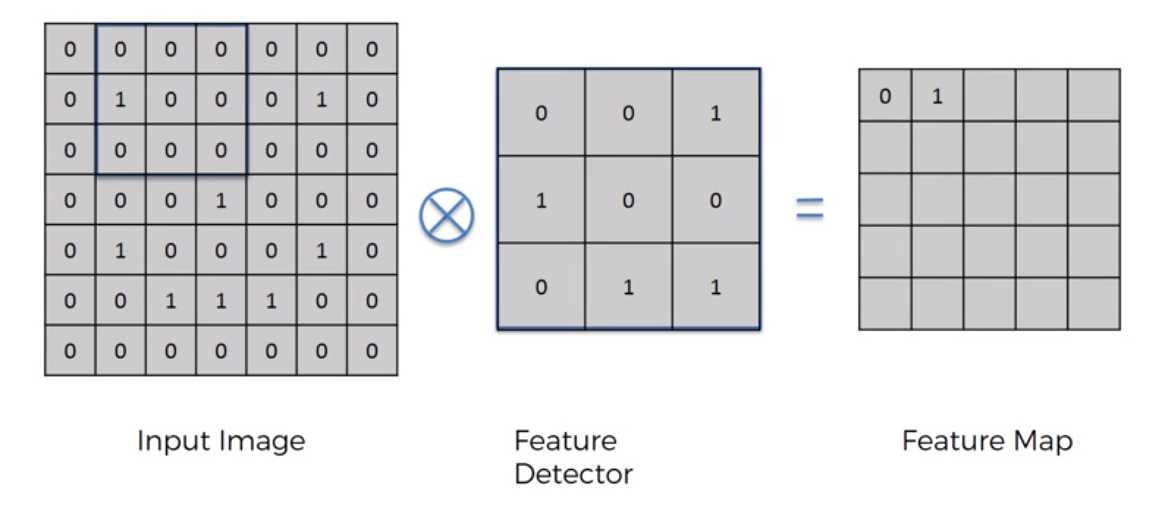 0 0 0 0 0 0 0
0 1 0 0 0 1 0
0 0 0 0 0 0 0
0 0 0 1 0 0 0
0 1 0 0 0 1 0
0 0 1 1 1 0 0
0 0 0 0 0 0 0
0 0 1
1 0 0
0 1 1
=
0 1
Input Image
Feature
Detector
Feature Map